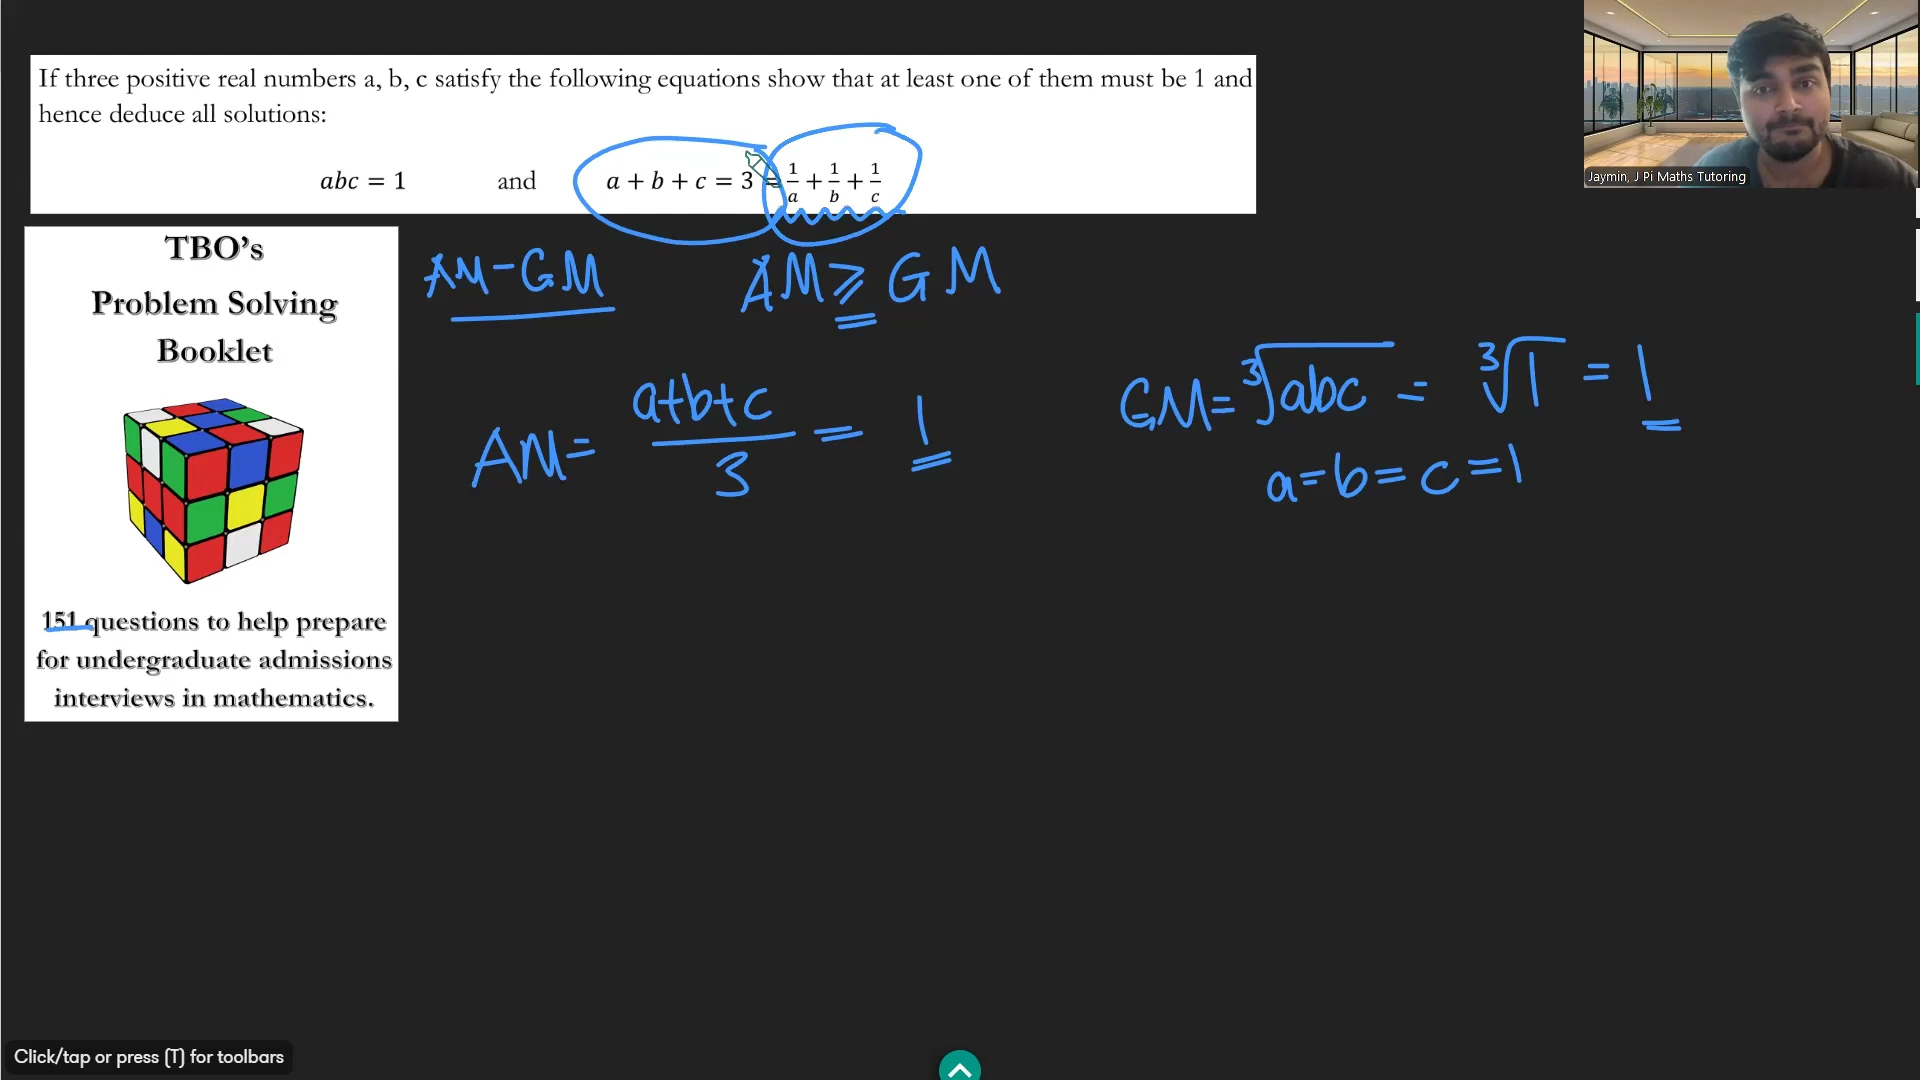 If three positive real numbers a, b, c satisfy the following equations show that at least one of them must be 1 and
hence deduce all solutions:
abc = 1 and a + b + c = 3 = 1/a + 1/b + 1/c
Jaymin, J Pi Maths Tutoring
TBO's
Problem Solving
Booklet
151 questions to help prepare
for undergraduate admissions
interviews in mathematics.
AM-GM AM ⩾ GM
AM = a+b+c / 3 = 1
GM = ∛abc = ∛1 = 1
a=b=c=1
Click/tap or press (T) for toolbars